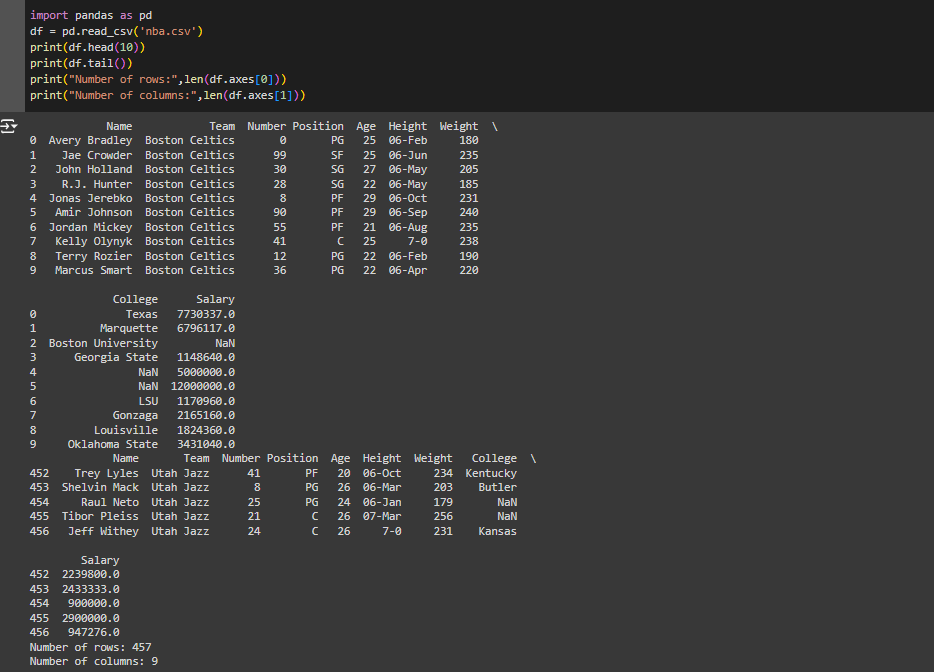 import pandas as pd
df = pd.read_csv('nba.csv')
print(df.head(10))
print(df.tail())
print("Number of rows:",len(df.axes[0]))
print("Number of columns:",len(df.axes[1]))
Name Team Number Position Age Height Weight \
0 Avery Bradley Boston Celtics 0 PG 25 06-Feb 180
1 Jae Crowder Boston Celtics 99 SF 25 06-Jun 235
2 John Holland Boston Celtics 30 SG 27 06-May 205
3 R.J. Hunter Boston Celtics 28 SG 22 06-May 185
4 Jonas Jerebko Boston Celtics 8 PF 29 06-Oct 231
5 Amir Johnson Boston Celtics 90 PF 29 06-Sep 240
6 Jordan Mickey Boston Celtics 55 PF 21 06-Aug 235
7 Kelly Olynyk Boston Celtics 41 C 25 7-0 238
8 Terry Rozier Boston Celtics 12 PG 22 06-Feb 190
9 Marcus Smart Boston Celtics 36 PG 22 06-Apr 220
College Salary
0 Texas 7730337.0
1 Marquette 6796117.0
2 Boston University NaN
3 Georgia State 1148640.0
4 NaN 5000000.0
5 NaN 12000000.0
6 LSU 1170960.0
7 Gonzaga 2165160.0
8 Louisville 1824360.0
9 Oklahoma State 3431040.0
Name Team Number Position Age Height Weight College \
452 Trey Lyles Utah Jazz 41 PF 20 06-Oct 234 Kentucky
453 Shelvin Mack Utah Jazz 8 PG 26 06-Mar 203 Butler
454 Raul Neto Utah Jazz 25 PG 24 06-Jan 179 NaN
455 Tibor Pleiss Utah Jazz 21 C 26 07-Mar 256 NaN
456 Jeff Withey Utah Jazz 24 C 26 7-0 231 Kansas
Salary
452 2239800.0
453 2433333.0
454 900000.0
455 2900000.0
456 947276.0
Number of rows: 457
Number of columns: 9